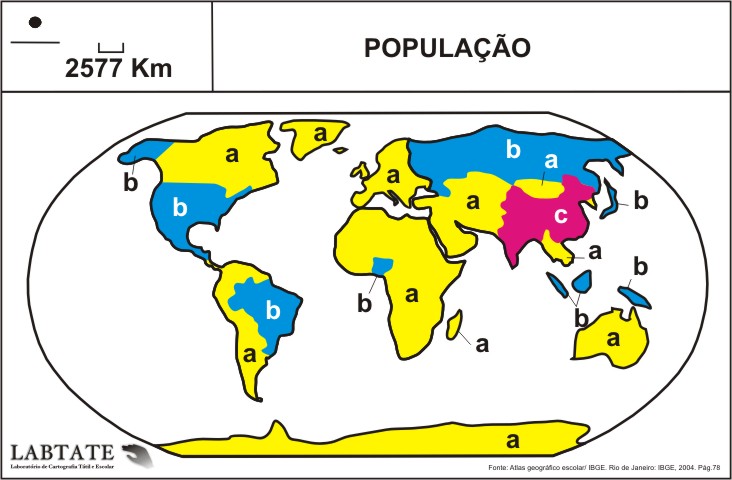 2577 Km
POPULAÇÃO
a
a
b
b
a
b
a
a
c
b
a
b
b
a
b
b
a
a
a
a
a
LABTATE
Laboratório de Cartografia Tátil e Escolar
Fonte: Atlas geográfico escolar/ IBGE. Rio de Janeiro: IBGE, 2004. Pág.78